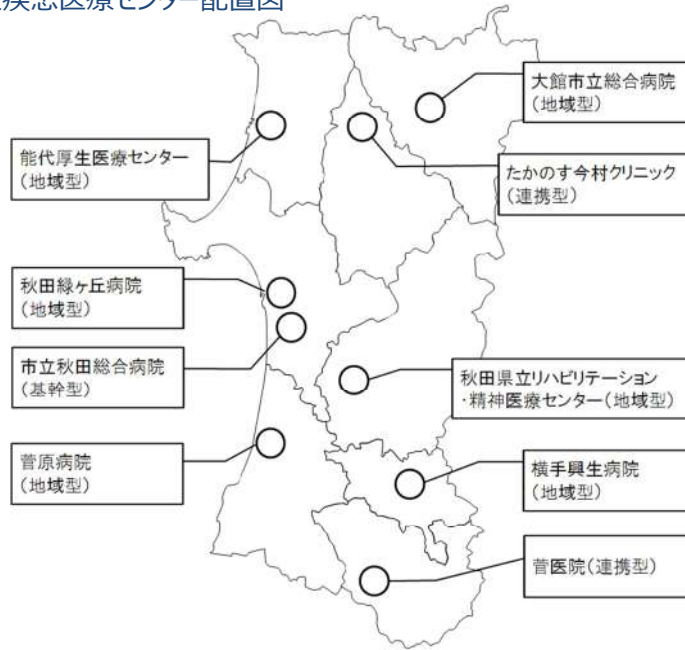 疾患医療センター配置図
大館市立総合病院
(地域型)
能代厚生医療センター
(地域型)
たかのす今村クリニック
(連携型)
秋田緑ヶ丘病院
(地域型)
市立秋田総合病院
(基幹型)
秋田県立リハビリテーション
・精神医療センター(地域型)
菅原病院
(地域型)
横手興生病院
(地域型)
菅医院(連携型)